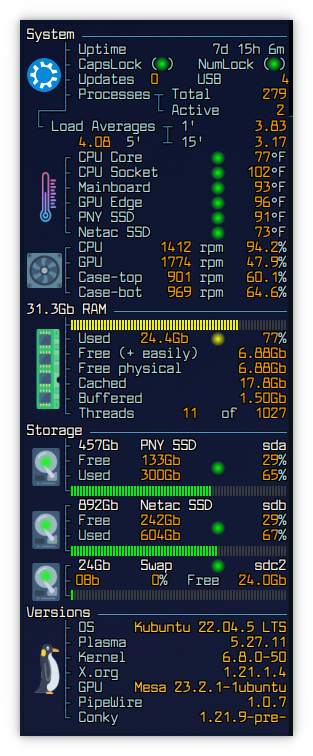 System
Uptime 7d 15h 6m
CapsLock ( ) NumLock ( )
Updates 0 USB 4
Processes Total 279
Active 2
Load Averages 1' 3.83
4.08 5' 15' 3.17
CPU Core 77°F
CPU Socket 102°F
Mainboard 93°F
GPU Edge 96°F
PNY SSD 91°F
Netac SSD 73°F
CPU 1412 rpm 94.2%
GPU 1774 rpm 47.9%
Case-top 901 rpm 60.1%
Case-bot 969 rpm 64.6%
31.3Gb RAM
Used 24.4Gb 77%
Free (+ easily) 6.88Gb
Free physical 6.88Gb
Cached 17.8Gb
Buffered 1.50Gb
Threads 11 of 1027
Storage
457Gb PNY SSD sda
Free 133Gb 29%
Used 300Gb 65%
892Gb Netac SSD sdb
Free 242Gb 29%
Used 604Gb 67%
24Gb Swap sdc2
0Gb 0% Free 24.0Gb
Versions
OS Kubuntu 22.04.5 LTS
Plasma 5.27.11
Kernel 6.8.0-50
X.org 1.21.1.4
GPU Mesa 23.2.1-1ubuntu
PipeWire 1.0.7
Conky 1.21.9-pre-